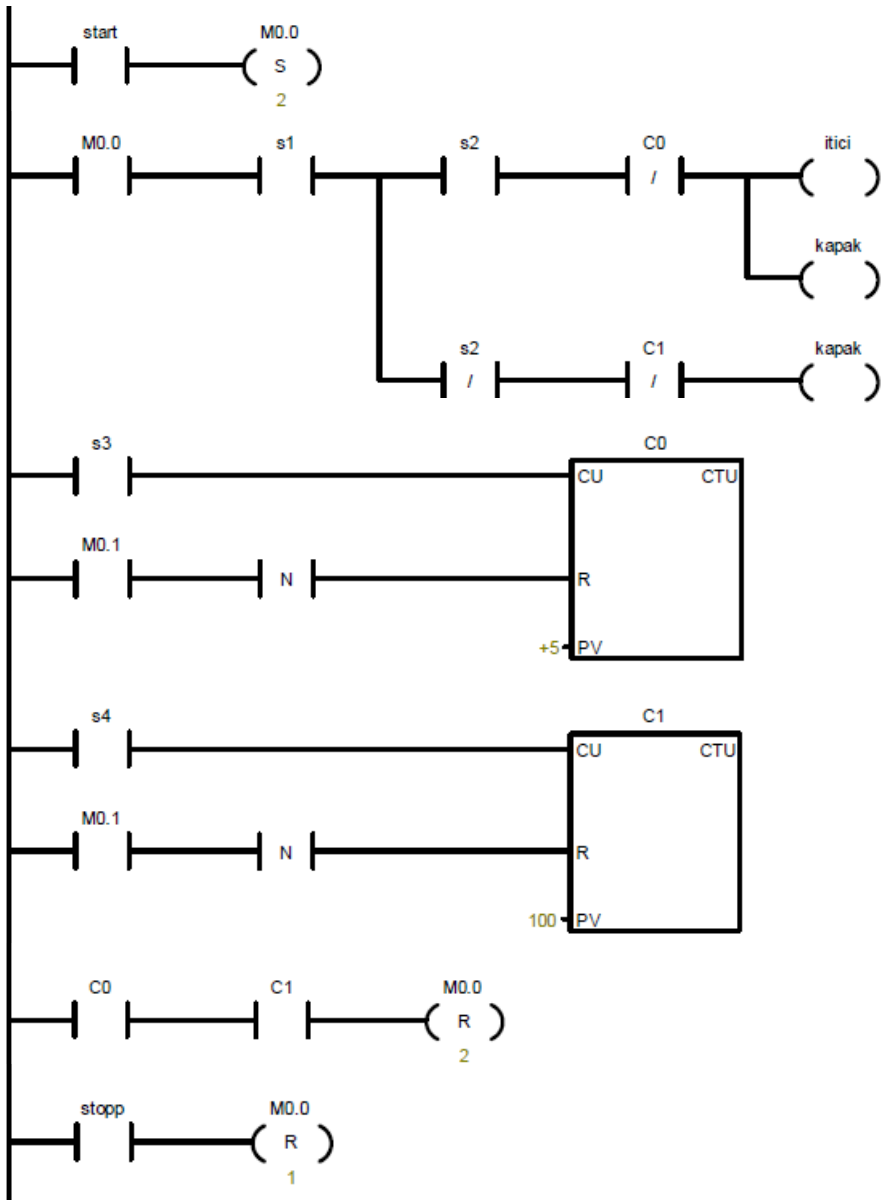 start M0.0
S
2
M0.0 s1 s2 C0 itici
/
kapak
s2 C1 kapak
/ /
s3 C0
CU CTU
M0.1
N R
+5 PV
s4 C1
CU CTU
M0.1
N R
100 PV
C0 C1 M0.0
R
2
stopp M0.0
R
1